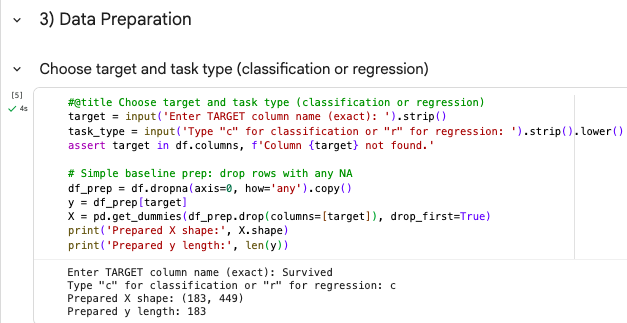 3) Data Preparation
Choose target and task type (classification or regression)
[5]
4s
#@title Choose target and task type (classification or regression)
target = input('Enter TARGET column name (exact): ').strip()
task_type = input('Type "c" for classification or "r" for regression: ').strip().lower()
assert target in df.columns, f'Column {target} not found.'
# Simple baseline prep: drop rows with any NA
df_prep = df.dropna(axis=0, how='any').copy()
y = df_prep[target]
X = pd.get_dummies(df_prep.drop(columns=[target]), drop_first=True)
print('Prepared X shape:', X.shape)
print('Prepared y length:', len(y))
Enter TARGET column name (exact): Survived
Type "c" for classification or "r" for regression: c
Prepared X shape: (183, 449)
Prepared y length: 183